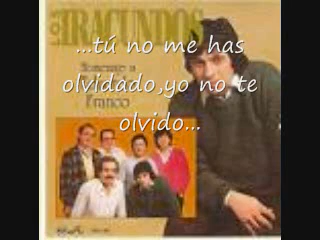 LOS
IRACUNDOS
...tú no me has
Homenaje a
olvidado,yo no te
Franco
olvido...